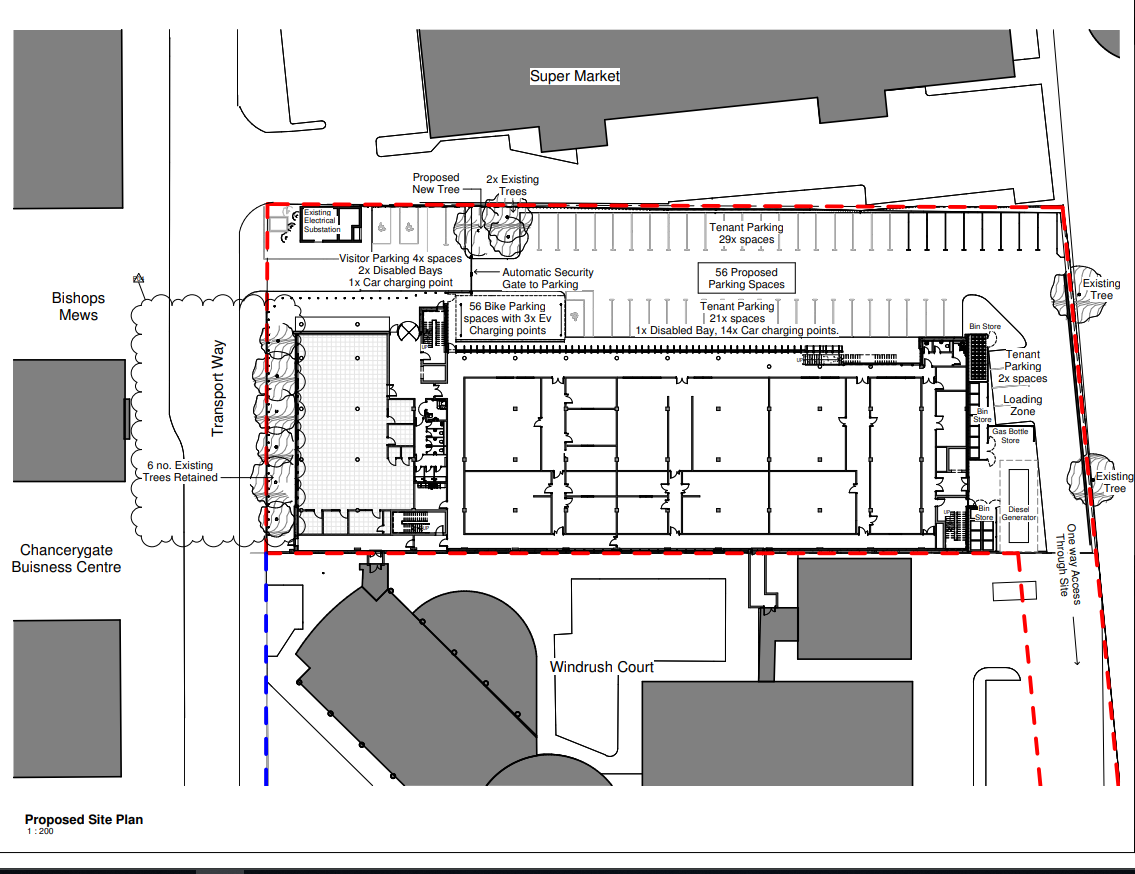 Super Market
Proposed
New Tree
2x Existing
Trees
Existing
Electrical
Substation
Tenant Parking
29x spaces
Visitor Parking 4x spaces
2x Disabled Bays
1x Car charging point
Automatic Security
Gate to Parking
56 Proposed
Parking Spaces
Existing
Tree
Bishops
Mews
56 Bike Parking
spaces with 3x Ev
Charging points
Tenant Parking
21x spaces
1x Disabled Bay, 14x Car charging points.
Bin Store
Tenant
Parking
2x spaces
Transport Way
Loading
Zone
Bin
Store
Gas Bottle
Store
6 no. Existing
Trees Retained
Existing
Tree
Bin
Store
Diesel
Generator
UP
UP
UP
UP
Chancerygate
Buisness Centre
One way Access
Through Site
Windrush Court
Proposed Site Plan
1 : 200